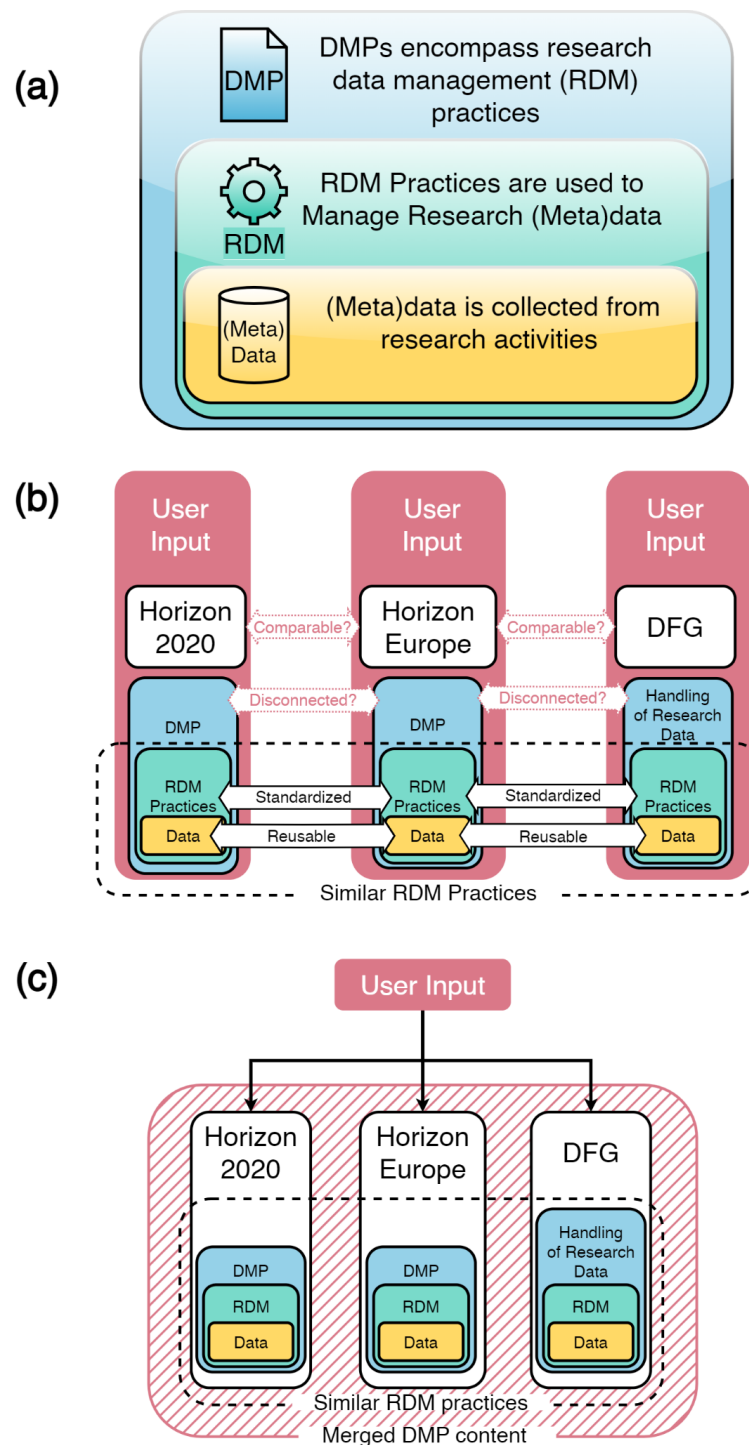 (a)
DMP
DMPs encompass research
data management (RDM)
practices
RDM
RDM Practices are used to
Manage Research (Meta)data
(Meta)
Data
(Meta)data is collected from
research activities
(b)
User
Input
User
Input
User
Input
Horizon
2020
Comparable?
Horizon
Europe
Comparable?
DFG
DMP
Disconnected?
DMP
Disconnected?
Handling
of Research
Data
RDM
Practices
Standardized
RDM
Practices
Standardized
RDM
Practices
Data
Reusable
Data
Reusable
Data
Similar RDM Practices
(c)
User Input
Horizon
2020
Horizon
Europe
DFG
DMP
RDM
Data
DMP
RDM
Data
Handling
of Research
Data
RDM
Data
Similar RDM practices
Merged DMP content